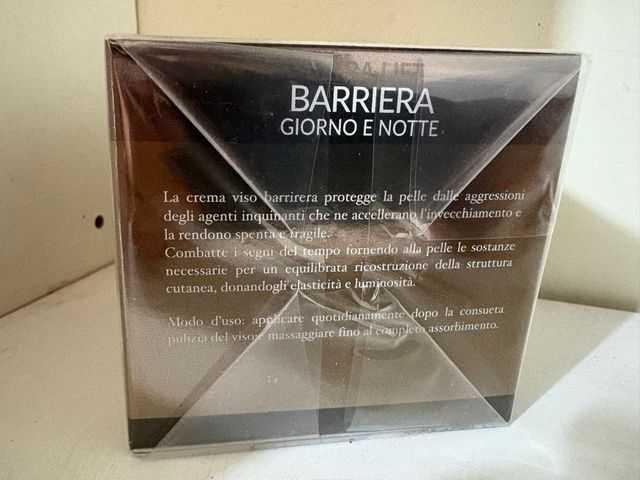 BARRIERA
GIORNO E NOTTE
La crema viso barrirera protegge la pelle dalle aggressioni
degli agenti inquinanti che ne accellerano l'invecchiamento e
la rendono spenta e fragile.
Combatte i segni del tempo fornendo alla pelle le sostanze
necessarie per un equilibrata ricostruzione della struttura
cutanea, donandogli elasticità e luminosità.
Modo d'uso: applicare quotidianamente dopo la consueta
pulizia del viso e massaggiare fino al completo assorbimento.